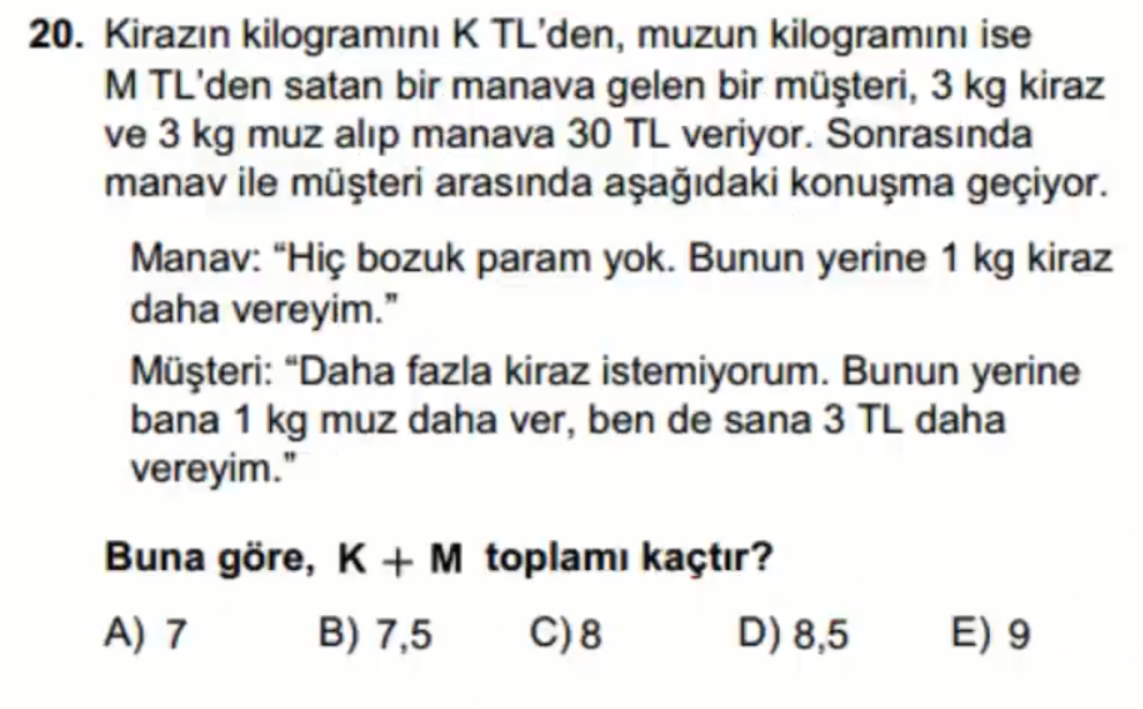 20. Kirazın kilogramını K TL'den, muzun kilogramını ise
M TL'den satan bir manava gelen bir müşteri, 3 kg kiraz
ve 3 kg muz alıp manava 30 TL veriyor. Sonrasında
manav ile müşteri arasında aşağıdaki konuşma geçiyor.
Manav: “Hiç bozuk param yok. Bunun yerine 1 kg kiraz
daha vereyim.”
Müşteri: “Daha fazla kiraz istemiyorum. Bunun yerine
bana 1 kg muz daha ver, ben de sana 3 TL daha
vereyim.”
Buna göre, K + M toplamı kaçtır?
A) 7 B) 7,5 C) 8 D) 8,5 E) 9